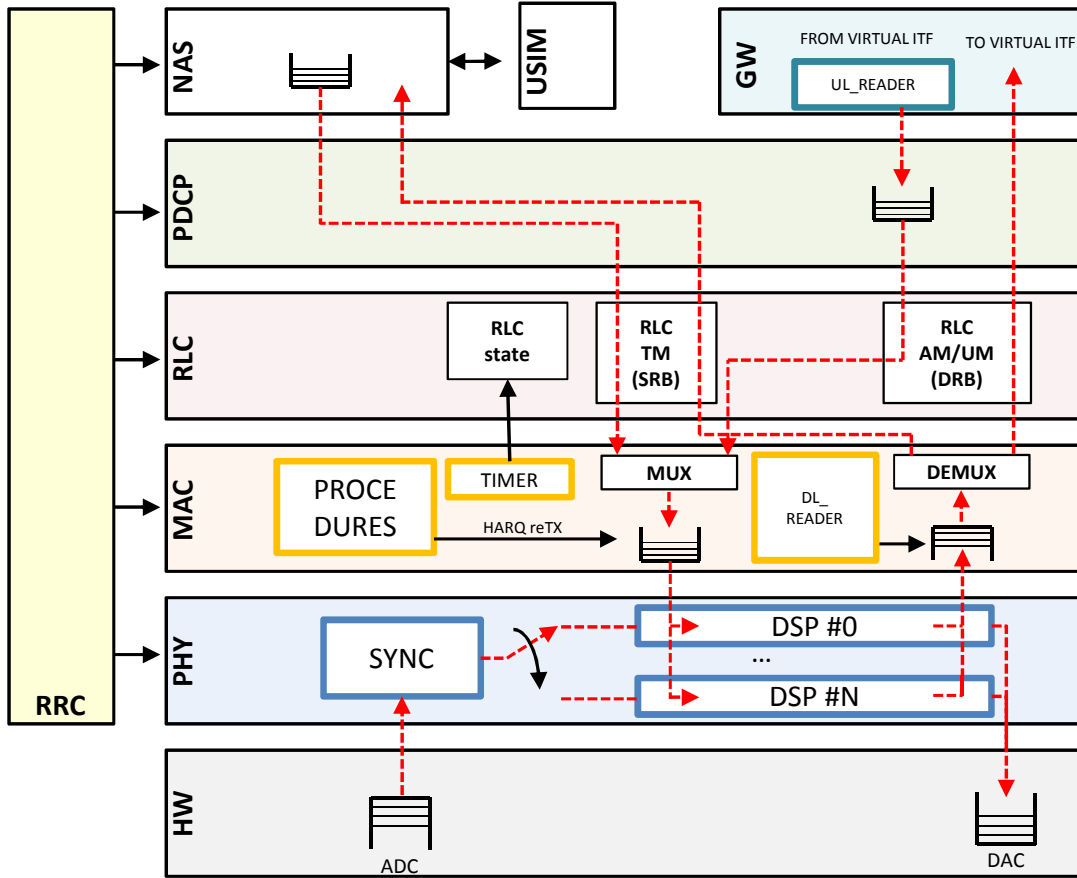 RRC
NAS
USIM
GW
FROM VIRTUAL ITF
TO VIRTUAL ITF
UL_READER
PDCP
RLC
RLC
state
RLC
TM
(SRB)
RLC
AM/UM
(DRB)
MAC
PROCE
DURES
TIMER
HARQ reTX
MUX
DL_
READER
DEMUX
PHY
SYNC
DSP #0
...
DSP #N
HW
ADC
DAC